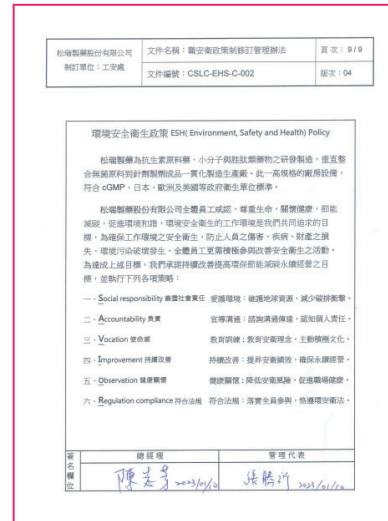 松瑞製藥股份有限公司
制訂單位：工安處
文件名稱：職安衛政策制修訂管理辦法
頁次：9/9
文件編號：CSLC-EHS-C-002
版次：04
環境安全衛生政策 ESH( Environment, Safety and Health) Policy
松瑞製藥為抗生素原料藥、小分子與胜肽類藥物之研發製造，垂直整
合無菌原料到針劑製劑成品一貫化製造生產廠。此一高規格的廠房設備，
符合 cGMP、日本、歐洲及美國等政府衛生單位標準。
松瑞製藥股份有限公司全體員工咸認，尊重生命、關懷健康，節能
減碳，促進環境和諧，環境安全衛生的工作環境是我們共同追求的目
標，為確保工作環境之安全衛生，防止人員之傷害、疾病、財產之損
失、環境污染破壞發生，全體員工更需積極參與改善安全衛生之活動。
為達成上述目標，我們承諾持續改善提高環保節能減碳永續經營之目
標，並執行下列各項策略：
一、Social responsibility 善盡社會責任 愛護環境：維護地球資源，減少碳排衝擊。
二、Accountability 負責 宣導溝通：諮詢溝通傳達，認知個人責任。
三、Vocation 使命感 教育訓練：教育安衛理念，主動積極文化。
四、Improvement 持續改善 持續改善：提昇安衛績效，確保永續經營。
五、Observation 健康關懷 健康關懷：降低安衛風險，促進職場健康。
六、Regulation compliance 符合法規 符合法規：落實全員參與，恪遵環安衛法。
簽名欄位
總經理
管理代表
2023/01/10
2023/01/10